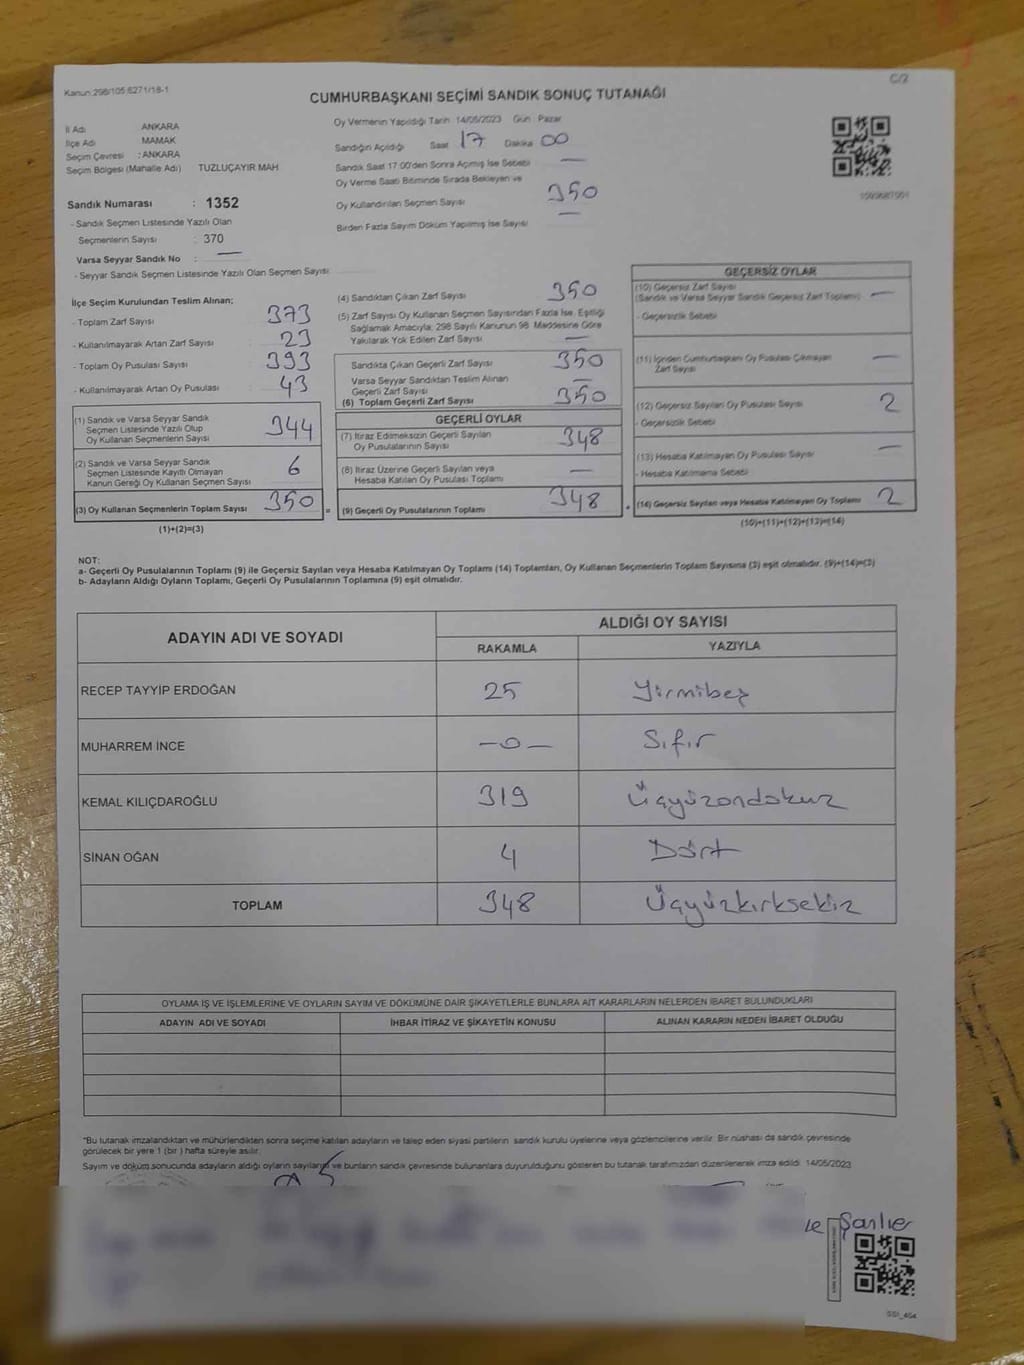 Kanun:298/105,6271/18-1
C/2
CUMHURBAŞKANI SEÇİMİ SANDIK SONUÇ TUTANAĞI
İl Adı : ANKARA
İlçe Adı MAMAK
Seçim Çevresi : ANKARA
Seçim Bölgesi (Mahalle Adı) TUZLUÇAYIR MAH
Sandık Numarası : 1352
- Sandık Seçmen Listesinde Yazılı Olan
Seçmenlerin Sayısı : 370
Varsa Seyyar Sandık No : —
- Seyyar Sandık Seçmen Listesinde Yazılı Olan Seçmen Sayısı
Oy Vermenin Yapıldığı Tarih 14/05/2023 Gün : Pazar
Sandığın Açıldığı Saat 17 Dakika 00
Sandık Saat 17:00'den Sonra Açılmış İse Sebebi —
Oy Verme Saati Bitiminde Sırada Bekleyen ve
Oy Kullandırılan Seçmen Sayısı 350
Birden Fazla Sayım Döküm Yapılmış İse Sayısı —
İlçe Seçim Kurulundan Teslim Alınan;
- Toplam Zarf Sayısı : 373
- Kullanılmayarak Artan Zarf Sayısı : 23
- Toplam Oy Pusulası Sayısı : 393
- Kullanılmayarak Artan Oy Pusulası : 43
(1) Sandık ve Varsa Seyyar Sandık
Seçmen Listesinde Yazılı Olup
Oy Kullanan Seçmenlerin Sayısı 344
(2) Sandık ve Varsa Seyyar Sandık
Seçmen Listesinde Kayıtlı Olmayan
Kanun Gereği Oy Kullanan Seçmen Sayısı 6
(3) Oy Kullanan Seçmenlerin Toplam Sayısı 350
(1)+(2)=(3)
(4) Sandıktan Çıkan Zarf Sayısı 350
(5) Zarf Sayısı Oy Kullanan Seçmen Sayısından Fazla İse, Eşitliği
Sağlamak Amacıyla; 298 Sayılı Kanunun 98. Maddesine Göre
Yakılarak Yok Edilen Zarf Sayısı —
Sandıkta Çıkan Geçerli Zarf Sayısı 350
Varsa Seyyar Sandıktan Teslim Alınan
Geçerli Zarf Sayısı —
(6) Toplam Geçerli Zarf Sayısı 350
GEÇERLİ OYLAR
(7) İtiraz Edilmeksizin Geçerli Sayılan
Oy Pusulalarının Sayısı 348
(8) İtiraz Üzerine Geçerli Sayılan veya
Hesaba Katılan Oy Pusulası Toplamı —
(9) Geçerli Oy Pusulalarının Toplamı 348
GEÇERSİZ OYLAR
(10) Geçersiz Zarf Sayısı
(Sandık ve Varsa Seyyar Sandık Geçersiz Zarf Toplamı) —
- Geçersizlik Sebebi
(11) İçinden Cumhurbaşkanı Oy Pusulası Çıkmayan
Zarf Sayısı —
(12) Geçersiz Sayılan Oy Pusulası Sayısı 2
- Geçersizlik Sebebi
(13) Hesaba Katılmayan Oy Pusulası Sayısı —
- Hesaba Katılmama Sebebi
(14) Geçersiz Sayılan veya Hesaba Katılmayan Oy Toplamı 2
(10)+(11)+(12)+(13)=(14)
NOT:
a- Geçerli Oy Pusulalarının Toplamı (9) ile Geçersiz Sayılan veya Hesaba Katılmayan Oy Toplamı (14) Toplamları, Oy Kullanan Seçmenlerin Toplam Sayısına (3) eşit olmalıdır. (9)+(14)=(3)
b- Adayların Aldığı Oyların Toplamı, Geçerli Oy Pusulalarının Toplamına (9) eşit olmalıdır.
ADAYIN ADI VE SOYADI ALDIĞI OY SAYISI
RAKAMLA YAZIYLA
RECEP TAYYİP ERDOĞAN 25 Yirmibeş
MUHARREM İNCE —0— Sıfır
KEMAL KILIÇDAROĞLU 319 Üçyüzondokuz
SİNAN OĞAN 4 Dört
TOPLAM 348 Üçyüzkırksekiz
OYLAMA İŞ VE İŞLEMLERİNE VE OYLARIN SAYIM VE DÖKÜMÜNE DAİR ŞİKAYETLERLE BUNLARA AİT KARARLARIN NELERDEN İBARET BULUNDUKLARI
ADAYIN ADI VE SOYADI İHBAR İTİRAZ VE ŞİKAYETİN KONUSU ALINAN KARARIN NEDEN İBARET OLDUĞU
*Bu tutanak imzalandıktan ve mühürlendikten sonra seçime katılan adayların ve talep eden siyasi partilerin sandık kurulu üyelerine veya gözlemcilerine verilir. Bir nüshası da sandık çevresinde
görülecek bir yere 1 (bir) hafta süreyle asılır.
Sayım ve döküm sonucunda adayların aldığı oyların sayılarını ve bunların sandık çevresinde bulunanlara duyurulduğunu gösteren bu tutanak tarafımızdan düzenlenerek imza edildi. 14/05/2023
Şanlıer